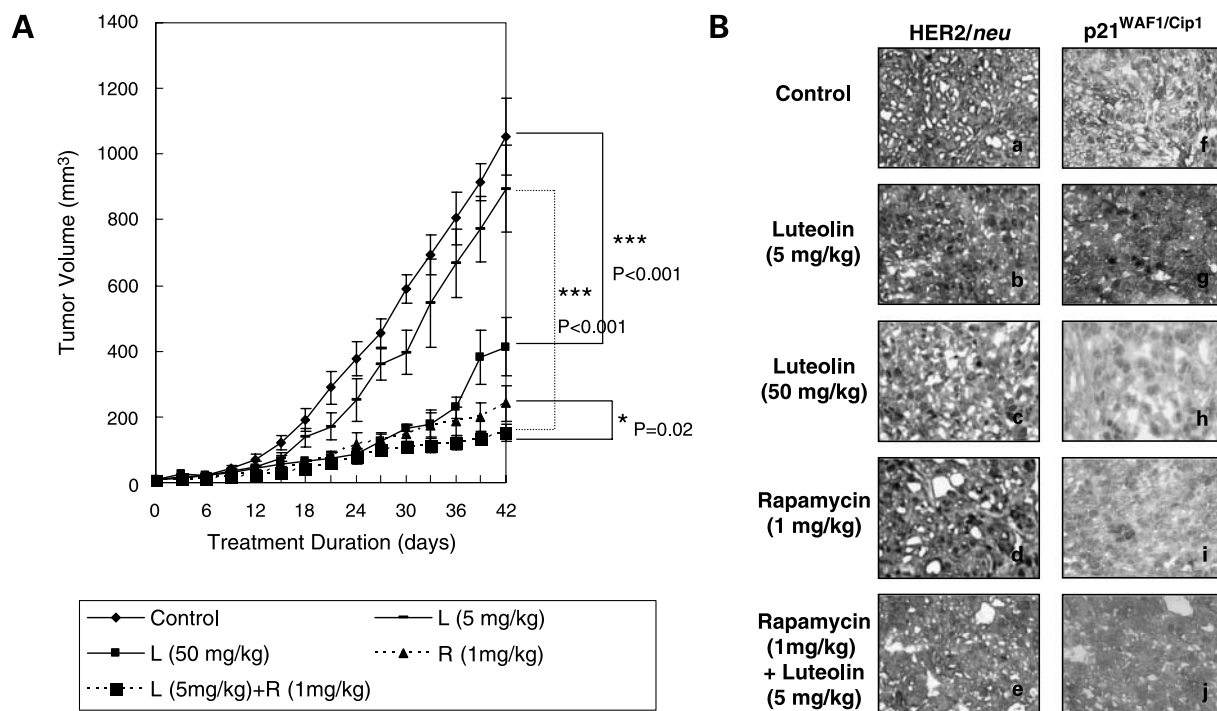 A
1400
1200
1000
800
600
400
200
0
Tumor Volume (mm³)
0 6 12 18 24 30 36 42
Treatment Duration (days)
***
P<0.001
***
P<0.001
*
P=0.02
Control
L (5 mg/kg)
L (50 mg/kg)
R (1mg/kg)
L (5mg/kg)+R (1mg/kg)
B
HER2/neu
p21WAF1/Cip1
Control
a
f
Luteolin
(5 mg/kg)
b
g
Luteolin
(50 mg/kg)
c
h
Rapamycin
(1 mg/kg)
d
i
Rapamycin
(1mg/kg)
+ Luteolin
(5 mg/kg)
e
j